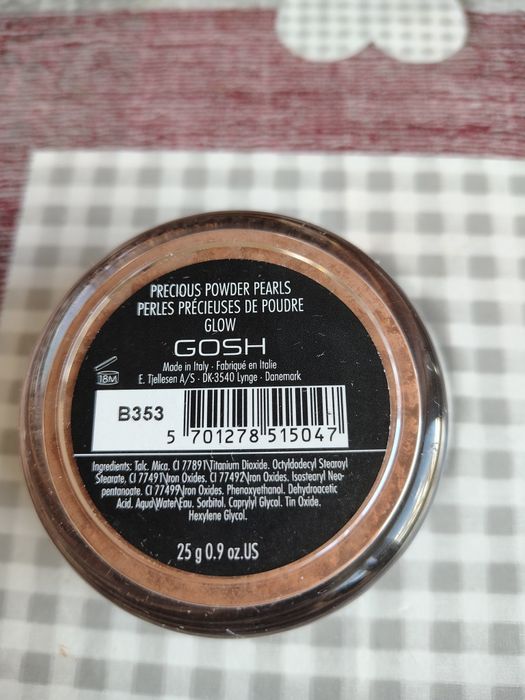 PRECIOUS POWDER PEARLS
PERLES PRÉCIEUSES DE POUDRE
GLOW
GOSH
Made in Italy · Fabriqué en Italie
E. Tjellesen A/S · DK-3540 Lynge · Danemark
18M
B353
5 701278 515047
Ingredients: Talc. Mica. CI 77891\Titanium Dioxide. Octyldodecyl Stearoyl
Stearate, CI 77491\Iron Oxides. CI 77492\Iron Oxides. Isostearyl Neo-
pentanoate. CI 77499\Iron Oxides. Phenoxyethanol. Dehydroacetic
Acid. Aqua\Water\Eau. Sorbitol. Caprylyl Glycol. Tin Oxide.
Hexylene Glycol.
25 g 0.9 oz.US